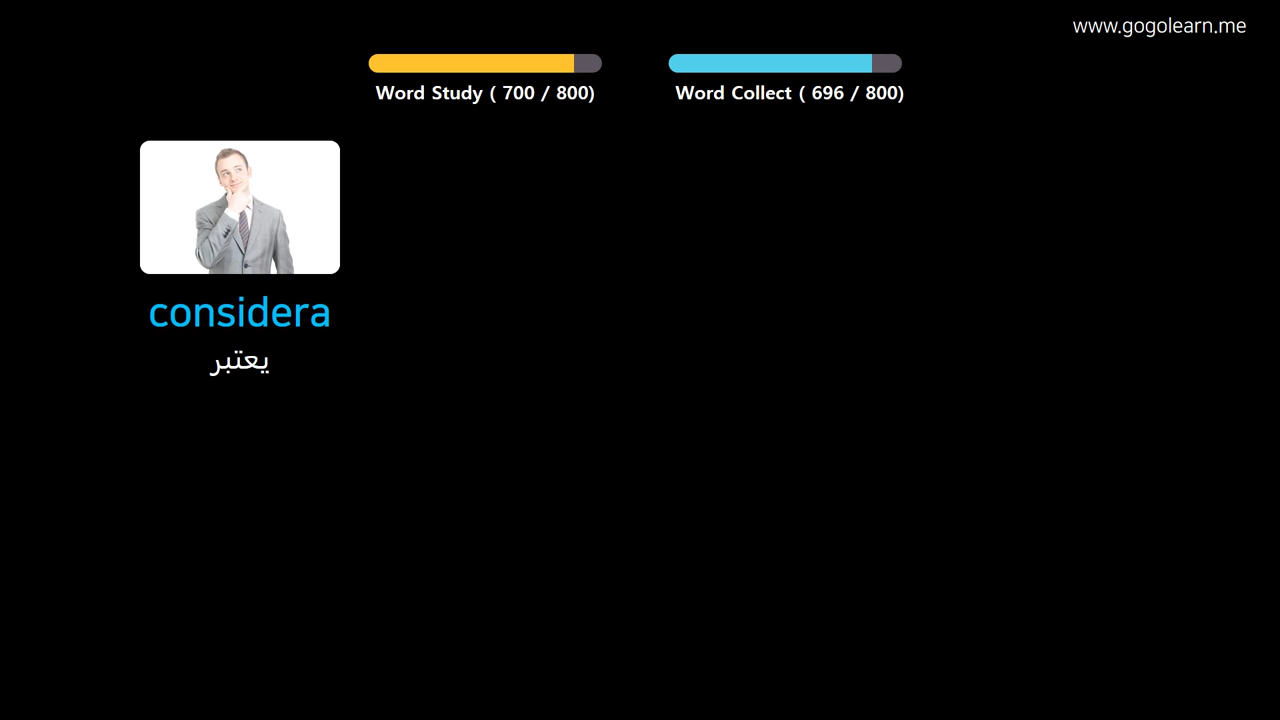 www.gogolearn.me
Word Study ( 700 / 800)
Word Collect ( 696 / 800)
considera
يعتبر